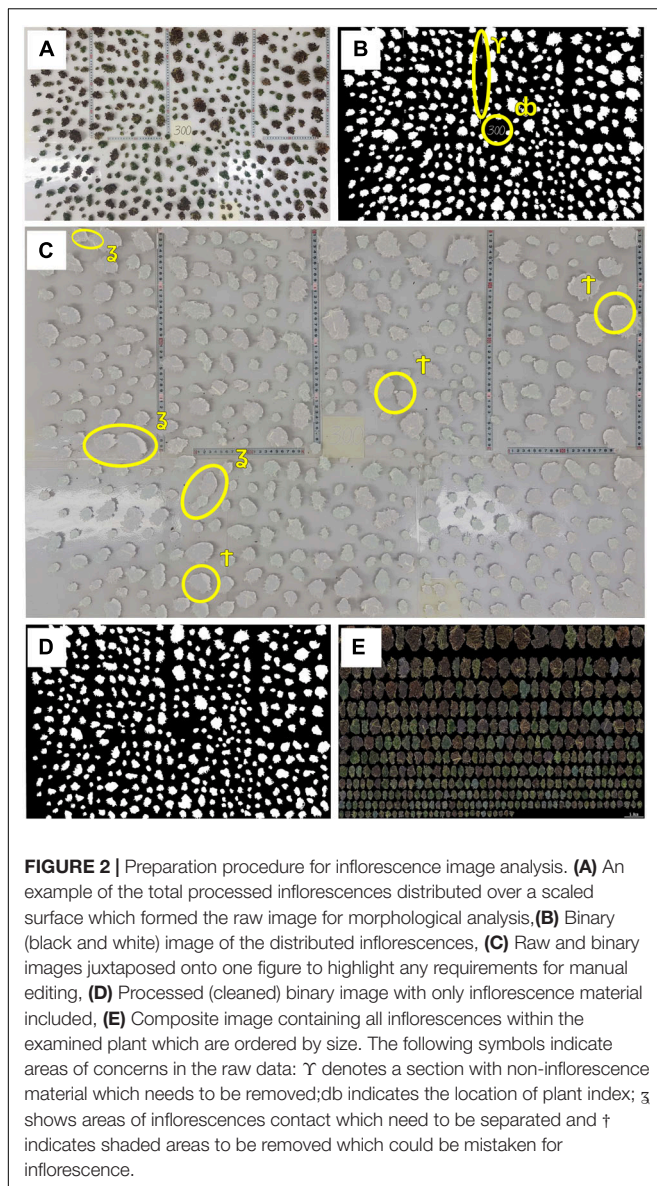 A
B
ϒ
ȸ
300
300
C
ʒ
†
†
ʒ
ʒ
†
D
E
FIGURE 2 | Preparation procedure for inflorescence image analysis. (A) An
example of the total processed inflorescences distributed over a scaled
surface which formed the raw image for morphological analysis,(B) Binary
(black and white) image of the distributed inflorescences, (C) Raw and binary
images juxtaposed onto one figure to highlight any requirements for manual
editing, (D) Processed (cleaned) binary image with only inflorescence material
included, (E) Composite image containing all inflorescences within the
examined plant which are ordered by size. The following symbols indicate
areas of concerns in the raw data: ϒ denotes a section with non-inflorescence
material which needs to be removed;db indicates the location of plant index; ʒ
shows areas of inflorescences contact which need to be separated and †
indicates shaded areas to be removed which could be mistaken for
inflorescence.